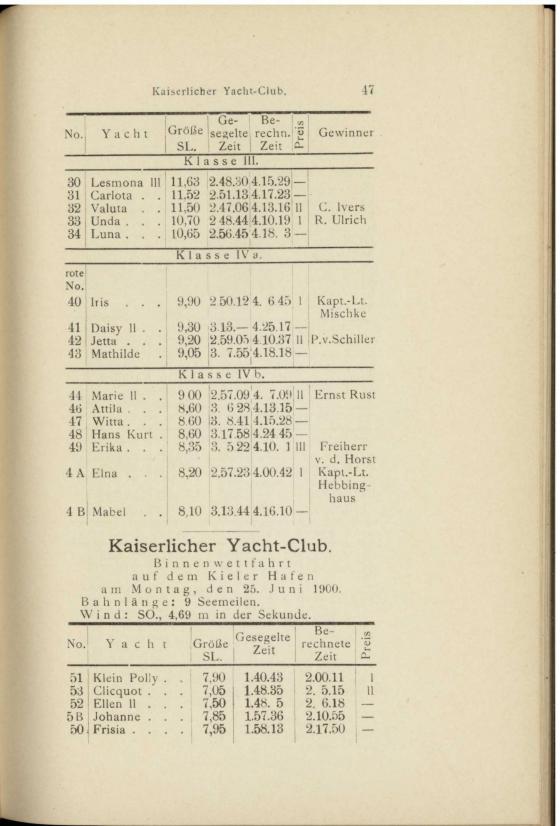 Kaiserlicher Yacht-Club. 47
No. Yacht Größe SL. Ge-segelte Zeit Be-rechn. Zeit Preis Gewinner
Klasse III.
30 Lesmona III 11,63 2.48.30 4.15.29 —
31 Carlota . . 11,52 2.51.13 4.17.23 —
32 Valuta . . 11,50 2.47,06 4.13.16 II C. Ivers
33 Unda . . . 10,70 2 48.44 4.10.19 I R. Ulrich
34 Luna . . . 10,65 2.56.45 4.18. 3 —
Klasse IVa.
rote
No.
40 Iris . . . 9,90 2 50.12 4. 6 45 I Kapt.-Lt.
Mischke
41 Daisy II . . 9,30 3.13.— 4.25.17 —
42 Jetta . . . 9,20 2.59.05 4.10.37 II P.v.Schiller
43 Mathilde . 9,05 3. 7.55 4.18.18 —
Klasse IVb.
44 Marie II . . 9 00 2,57.09 4. 7.09 II Ernst Rust
46 Attila . . . 8,60 3. 6 28 4.13.15 —
47 Witta . . . 8 60 3. 8.41 4.15.28 —
48 Hans Kurt . 8,60 3.17.58 4.24 45 —
49 Erika . . . 8,35 3. 5 22 4.10. 1 III Freiherr
v. d. Horst
4 A Elna . . . 8,20 2,57.23 4.00.42 I Kapt.-Lt.
Hebbing-
haus
4 B Mabel . . 8,10 3,13.44 4.16.10 —
Kaiserlicher Yacht-Club.
Binnenwettfahrt
auf dem Kieler Hafen
am Montag, den 25. Juni 1900.
Bahnlänge: 9 Seemeilen.
Wind: SO., 4,69 m in der Sekunde.
No. Yacht Größe SL. Gesegelte Zeit Be-rechnete Zeit Preis
51 Klein Polly . . 7,90 1.40.43 2.00.11 I
53 Clicquot . . . 7,05 1.48.35 2. 5.15 II
52 Ellen II . . . 7,50 1.48. 5 2. 6.18 —
5 B Johanne . . . 7,85 1.57.36 2.10.55 —
50 Frisia . . . . 7,95 1.58.13 2.17.50 —